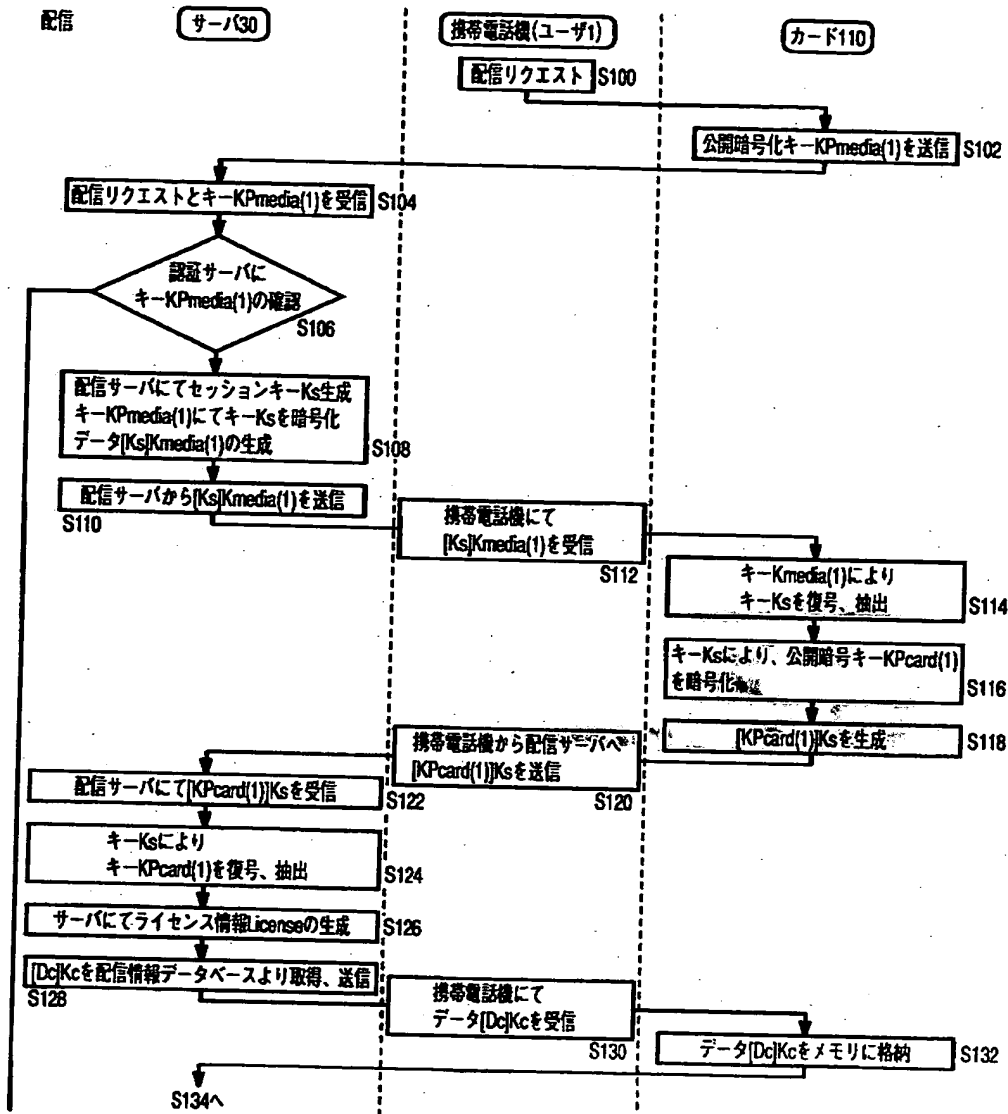 配信
サーバ30
携帯電話機(ユーザ1)
カード110
配信リクエスト
S100
公開暗号化キーKPmedia(1)を送信
S102
配信リクエストとキーKPmedia(1)を受信
S104
認証サーバに
キーKPmedia(1)の確認
S106
配信サーバにてセッションキーKs生成
キーKPmedia(1)にてキーKsを暗号化
データ[Ks]Kmedia(1)の生成
S108
配信サーバから[Ks]Kmedia(1)を送信
S110
携帯電話機にて
[Ks]Kmedia(1)を受信
S112
キーKmedia(1)により
キーKsを復号、抽出
S114
キーKsにより、公開暗号キーKPcard(1)
を暗号化
S116
[KPcard(1)]Ksを生成
S118
携帯電話機から配信サーバへ
[KPcard(1)]Ksを送信
S120
配信サーバにて[KPcard(1)]Ksを受信
S122
キーKsにより
キーKPcard(1)を復号、抽出
S124
サーバにてライセンス情報Licenseの生成
S126
[Dc]Kcを配信情報データベースより取得、送信
S128
携帯電話機にて
データ[Dc]Kcを受信
S130
データ[Dc]Kcをメモリに格納
S132
S134へ